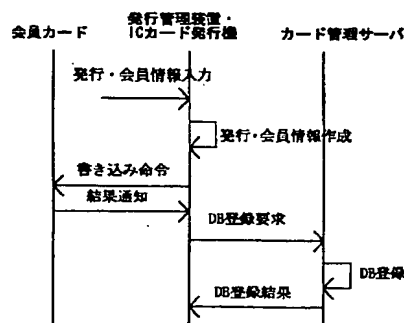 会員カード
発行管理装置・
ICカード発行機
カード管理サーバ
発行・会員情報入力
発行・会員情報作成
書き込み命令
結果通知
DB登録要求
DB登録
DB登録結果